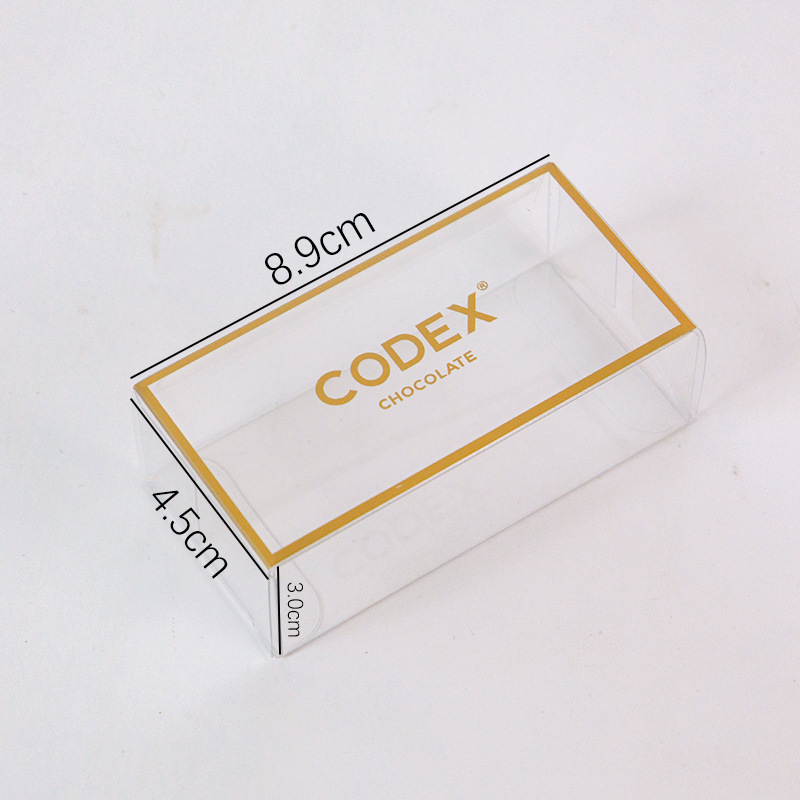 8.9cm
CODEX®
CHOCOLATE
4.5cm
3.0cm